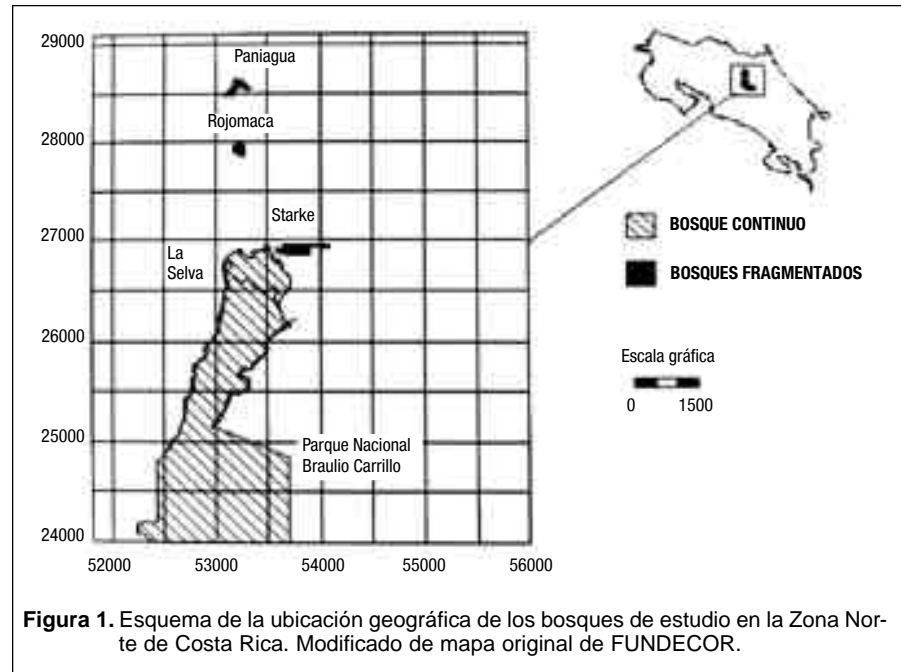 29000
Paniagua
Rojomaca
28000
Starke
27000
La
Selva
26000
25000
Parque Nacional
Braulio Carrillo
24000
52000
53000
54000
55000
56000
BOSQUE CONTINUO
BOSQUES FRAGMENTADOS
Escala gráfica
0 1500
Figura 1. Esquema de la ubicación geográfica de los bosques de estudio en la Zona Nor-
te de Costa Rica. Modificado de mapa original de FUNDECOR.